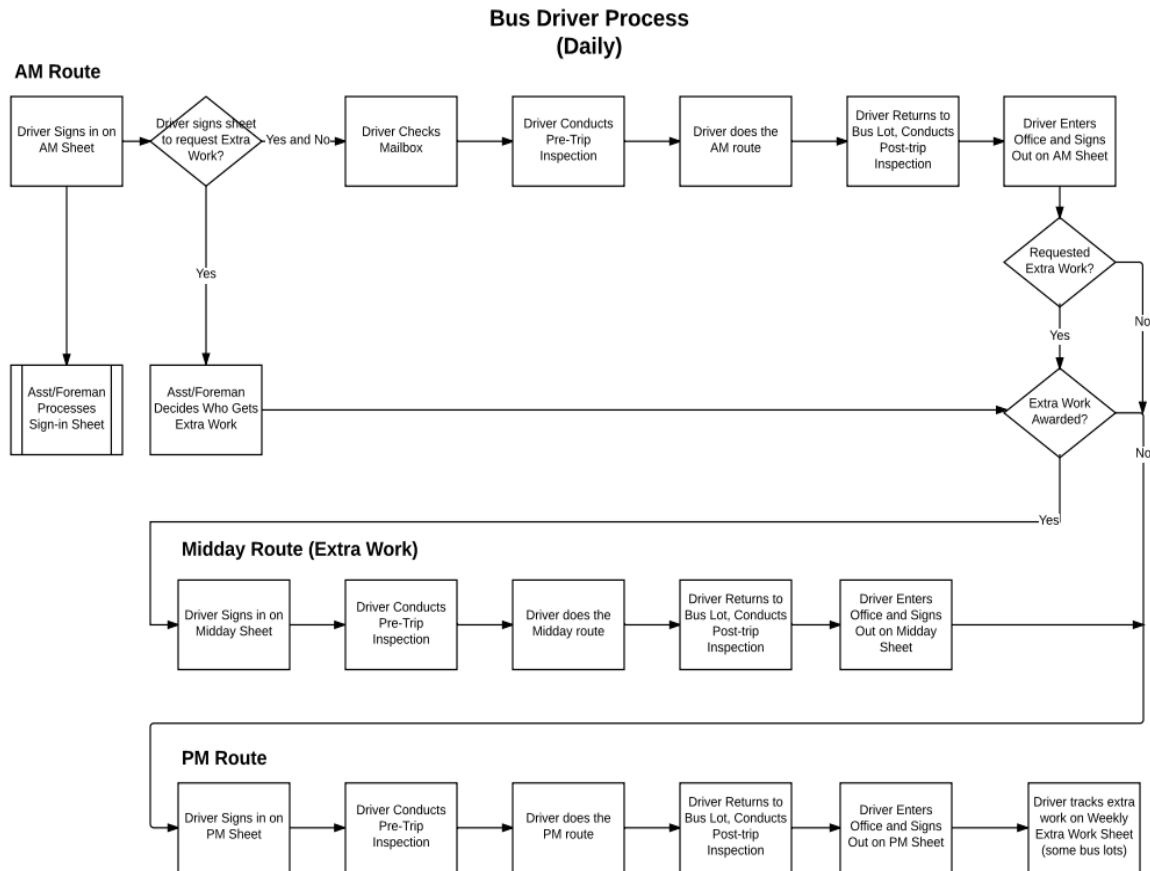 Bus Driver Process
(Daily)
AM Route
Driver Signs in on
AM Sheet
Driver signs sheet
to request Extra
Work?
Yes and No
Driver Checks
Mailbox
Driver Conducts
Pre-Trip
Inspection
Driver does the
AM route
Driver Returns to
Bus Lot, Conducts
Post-trip
Inspection
Driver Enters
Office and Signs
Out on AM Sheet
Requested
Extra Work?
Yes
No
Yes
Asst/Foreman
Processes
Sign-in Sheet
Asst/Foreman
Decides Who Gets
Extra Work
Extra Work
Awarded?
No
Yes
Midday Route (Extra Work)
Driver Signs in on
Midday Sheet
Driver Conducts
Pre-Trip
Inspection
Driver does the
Midday route
Driver Returns to
Bus Lot, Conducts
Post-trip
Inspection
Driver Enters
Office and Signs
Out on Midday
Sheet
PM Route
Driver Signs in on
PM Sheet
Driver Conducts
Pre-Trip
Inspection
Driver does the
PM route
Driver Returns to
Bus Lot, Conducts
Post-trip
Inspection
Driver Enters
Office and Signs
Out on PM Sheet
Driver tracks extra
work on Weekly
Extra Work Sheet
(some bus lots)